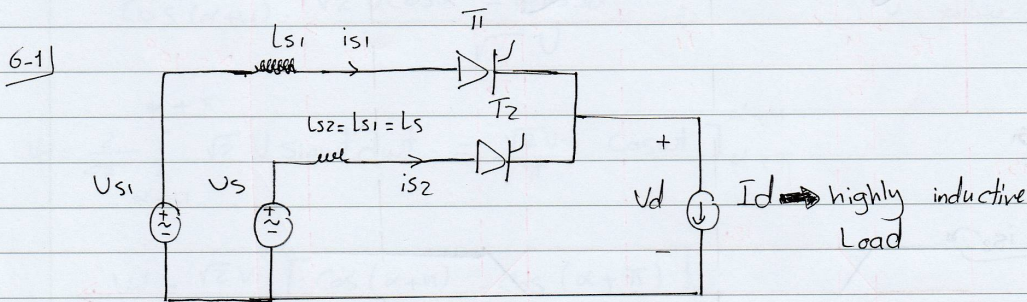 6-1
Ls1 is1 T1
Ls2=Ls1=Ls T2
is2
Us1 Us
+
~
+
~
+
Vd
-
Id ➡ highly inductive
Load